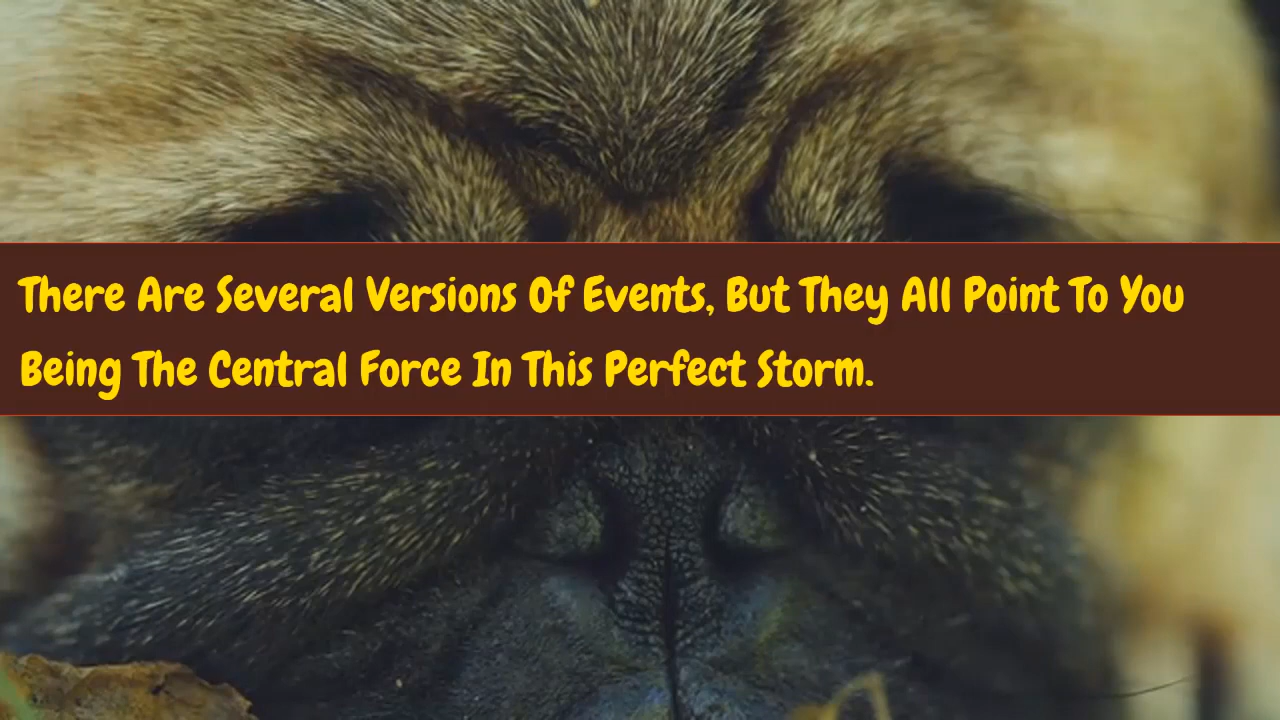 There Are Several Versions Of Events, But They All Point To You
Being The Central Force In This Perfect Storm.